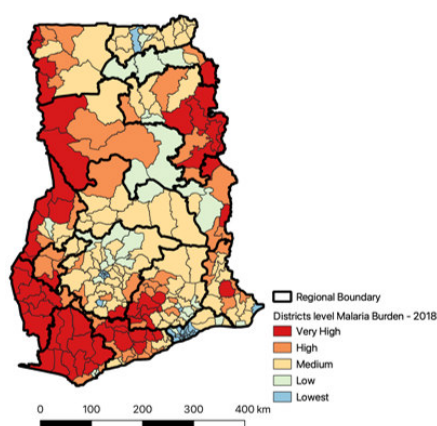 Regional Boundary
Districts level Malaria Burden - 2018
Very High
High
Medium
Low
Lowest
0 100 200 300 400 km